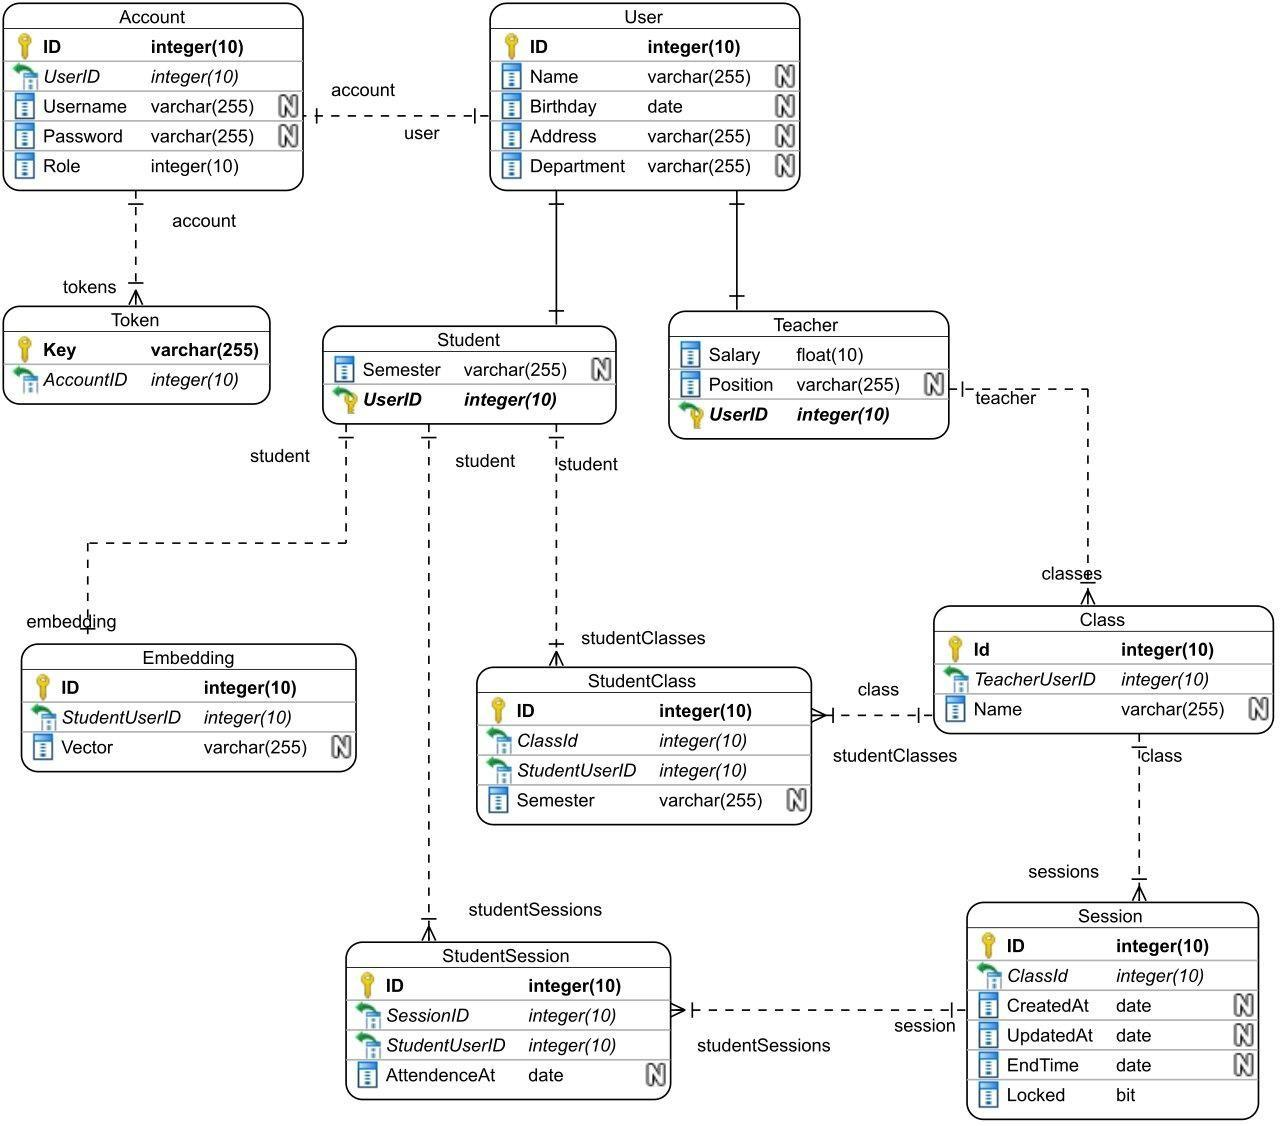 Account
ID integer(10)
UserID integer(10)
Username varchar(255) N
Password varchar(255) N
Role integer(10)
User
ID integer(10)
Name varchar(255) N
Birthday date N
Address varchar(255) N
Department varchar(255) N
account
user
account
tokens
Token
Key varchar(255)
AccountID integer(10)
Student
Semester varchar(255) N
UserID integer(10)
Teacher
Salary float(10)
Position varchar(255) N
UserID integer(10)
teacher
student
student
student
classes
embedding
Embedding
ID integer(10)
StudentUserID integer(10)
Vector varchar(255) N
studentClasses
StudentClass
ID integer(10)
ClassId integer(10)
StudentUserID integer(10)
Semester varchar(255) N
class
studentClasses
Class
Id integer(10)
TeacherUserID integer(10)
Name varchar(255) N
class
sessions
studentSessions
StudentSession
ID integer(10)
SessionID integer(10)
StudentUserID integer(10)
AttendenceAt date N
session
studentSessions
Session
ID integer(10)
ClassId integer(10)
CreatedAt date N
UpdatedAt date N
EndTime date N
Locked bit